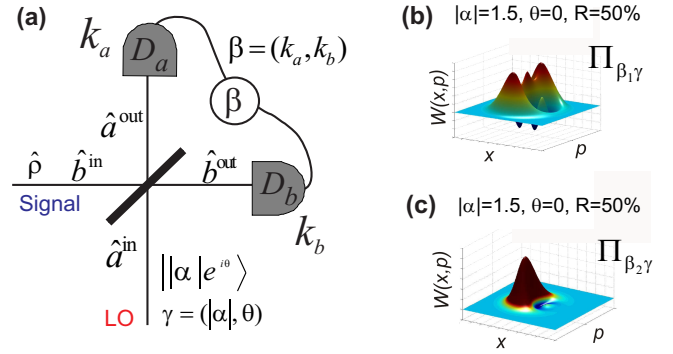 (a)
k_a
D_a
β = (k_a, k_b)
β
â^out
ρ̂
b̂^in
b̂^out
D_b
Signal
k_b
â^in
||α|e^{iθ}⟩
γ = (|α|, θ)
LO
(b)
|α|=1.5, θ=0, R=50%
Π_{β₁γ}
W(x,p)
x
p
(c)
|α|=1.5, θ=0, R=50%
Π_{β₂γ}
W(x,p)
x
p